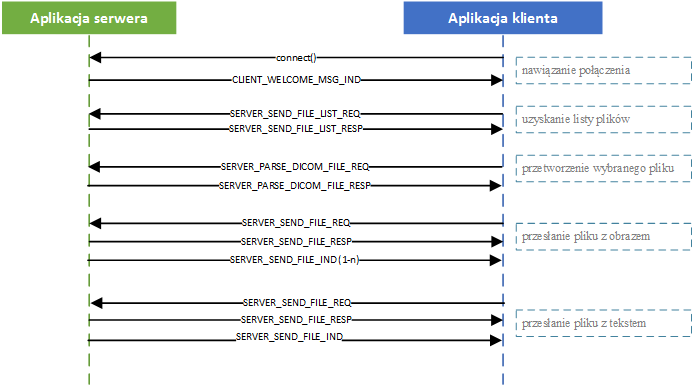 Aplikacja serwera
Aplikacja klienta
connect()
CLIENT_WELCOME_MSG_IND
nawiązanie połączenia
SERVER_SEND_FILE_LIST_REQ
SERVER_SEND_FILE_LIST_RESP
uzyskanie listy plików
SERVER_PARSE_DICOM_FILE_REQ
SERVER_PARSE_DICOM_FILE_RESP
przetworzenie wybranego pliku
SERVER_SEND_FILE_REQ
SERVER_SEND_FILE_RESP
SERVER_SEND_FILE_IND (1-n)
przesłanie pliku z obrazem
SERVER_SEND_FILE_REQ
SERVER_SEND_FILE_RESP
SERVER_SEND_FILE_IND
przesłanie pliku z tekstem